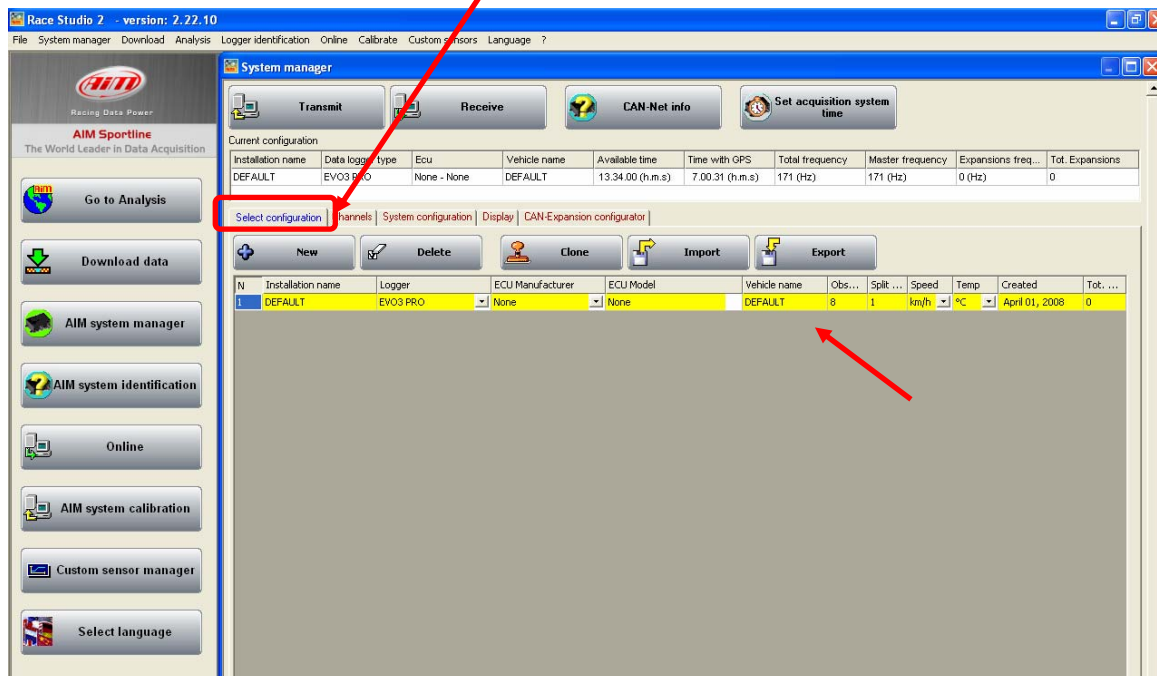 Race Studio 2 - version: 2.22.10
File System manager Download Analysis Logger identification Online Calibrate Custom sensors Language ?
AiM
Racing Data Power
AIM Sportline
The World Leader in Data Acquisition
Go to Analysis
Download data
AIM system manager
AIM system identification
Online
AIM system calibration
Custom sensor manager
Select language
System manager
Transmit Receive CAN-Net info Set acquisition system time
Current configuration
Installation name Data logger type Ecu Vehicle name Available time Time with GPS Total frequency Master frequency Expansions freq... Tot. Expansions
DEFAULT EVO3 PRO None - None DEFAULT 13.34.00 (h.m.s) 7.00.31 (h.m.s) 171 (Hz) 171 (Hz) 0 (Hz) 0
Select configuration Channels System configuration Display CAN-Expansion configurator
New Delete Clone Import Export
N Installation name Logger ECU Manufacturer ECU Model Vehicle name Obs... Split ... Speed Temp Created Tot. ...
1 DEFAULT EVO3 PRO None None DEFAULT 8 1 km/h °C April 01, 2008 0